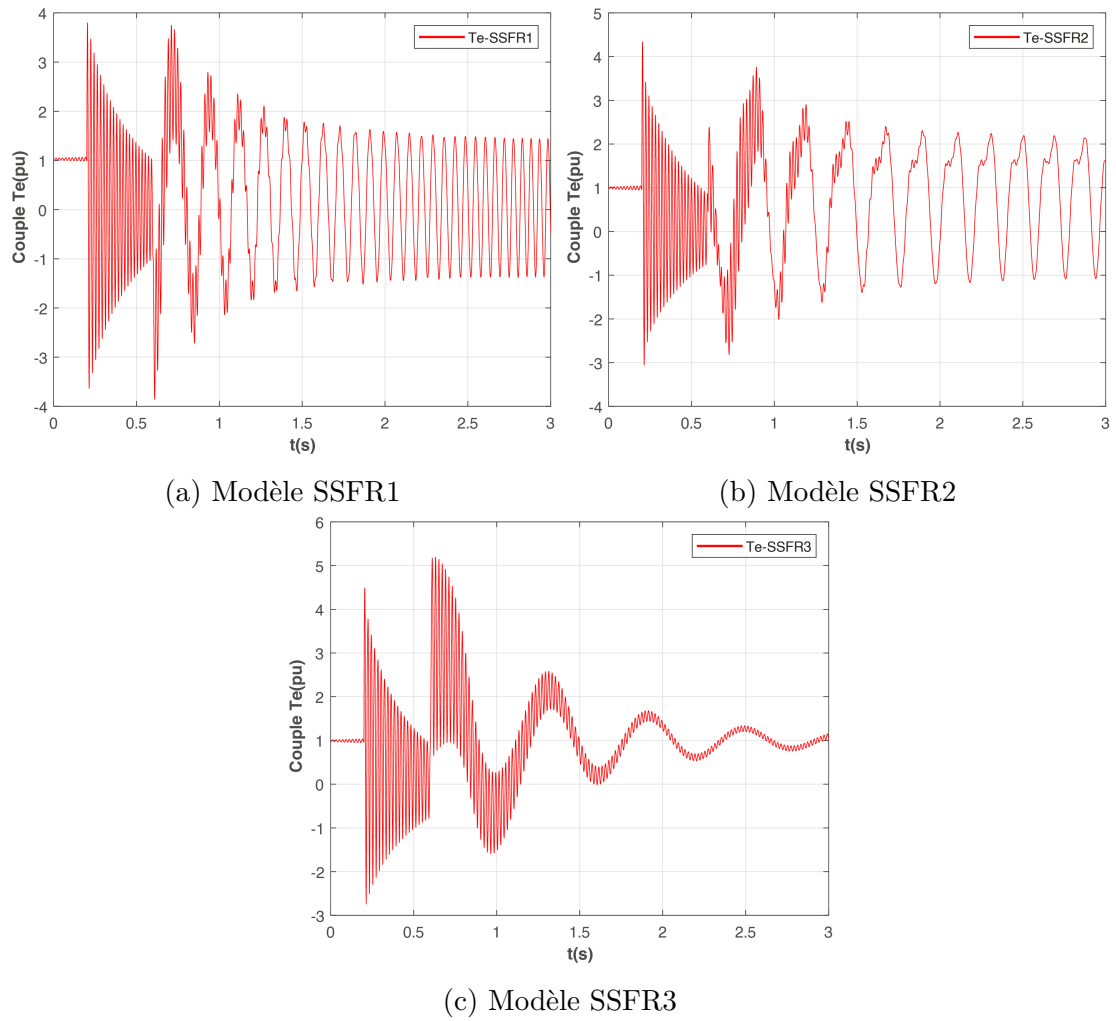 4
3
2
1
0
-1
-2
-3
-4
Couple Te(pu)
Te-SSFR1
0 0.5 1 1.5 2 2.5 3
t(s)
(a) Modèle SSFR1
5
4
3
2
1
0
-1
-2
-3
-4
Couple Te(pu)
Te-SSFR2
0 0.5 1 1.5 2 2.5 3
t(s)
(b) Modèle SSFR2
6
5
4
3
2
1
0
-1
-2
-3
Couple Te(pu)
Te-SSFR3
0 0.5 1 1.5 2 2.5 3
t(s)
(c) Modèle SSFR3